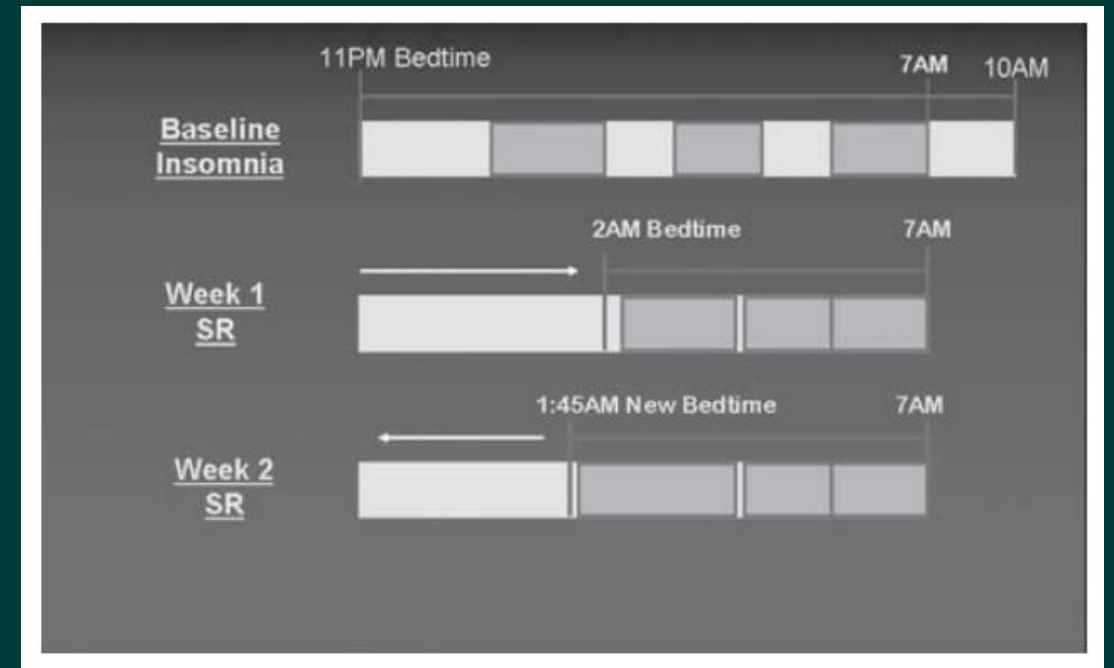 11PM Bedtime
7AM
10AM
Baseline
Insomnia
2AM Bedtime
7AM
Week 1
SR
1:45AM New Bedtime
7AM
Week 2
SR